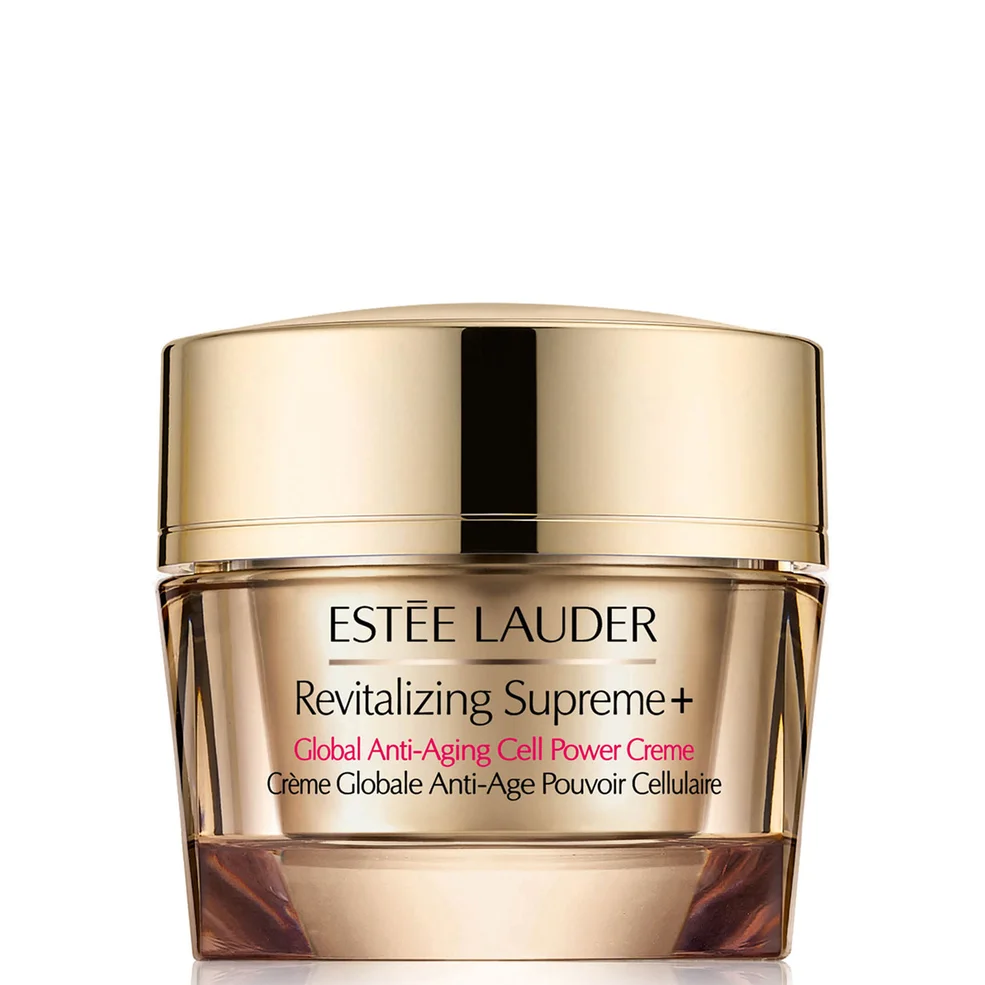 ESTĒE LAUDER
Revitalizing Supreme+
Global Anti-Aging Cell Power Creme
Crème Globale Anti-Age Pouvoir Cellulaire